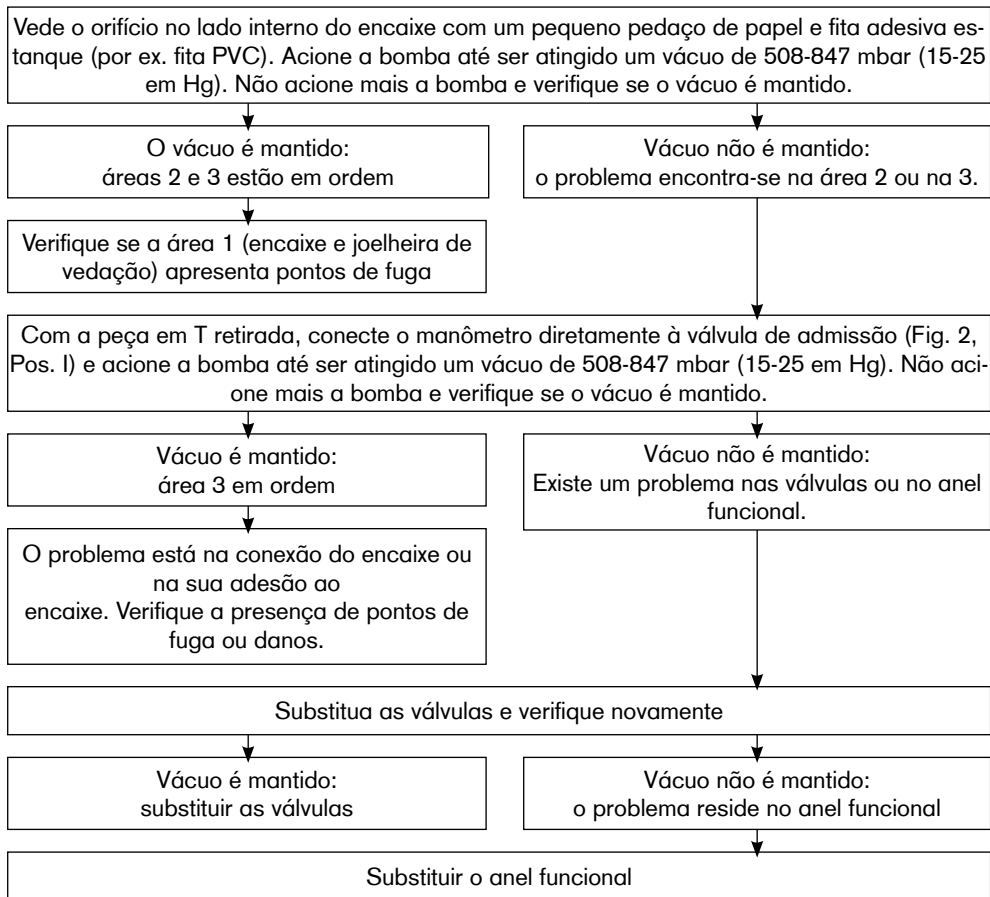 Vede o orifício no lado interno do encaixe com um pequeno pedaço de papel e fita adesiva es-
tanque (por ex. fita PVC). Acione a bomba até ser atingido um vácuo de 508-847 mbar (15-25
em Hg). Não acione mais a bomba e verifique se o vácuo é mantido.
O vácuo é mantido:
áreas 2 e 3 estão em ordem
Vácuo não é mantido:
o problema encontra-se na área 2 ou na 3.
Verifique se a área 1 (encaixe e joelheira de
vedação) apresenta pontos de fuga
Com a peça em T retirada, conecte o manômetro diretamente à válvula de admissão (Fig. 2,
Pos. I) e acione a bomba até ser atingido um vácuo de 508-847 mbar (15-25 em Hg). Não aci-
one mais a bomba e verifique se o vácuo é mantido.
Vácuo é mantido:
área 3 em ordem
Vácuo não é mantido:
Existe um problema nas válvulas ou no anel
funcional.
O problema está na conexão do encaixe ou
na sua adesão ao
encaixe. Verifique a presença de pontos de
fuga ou danos.
Substitua as válvulas e verifique novamente
Vácuo é mantido:
substituir as válvulas
Vácuo não é mantido:
o problema reside no anel funcional
Substituir o anel funcional